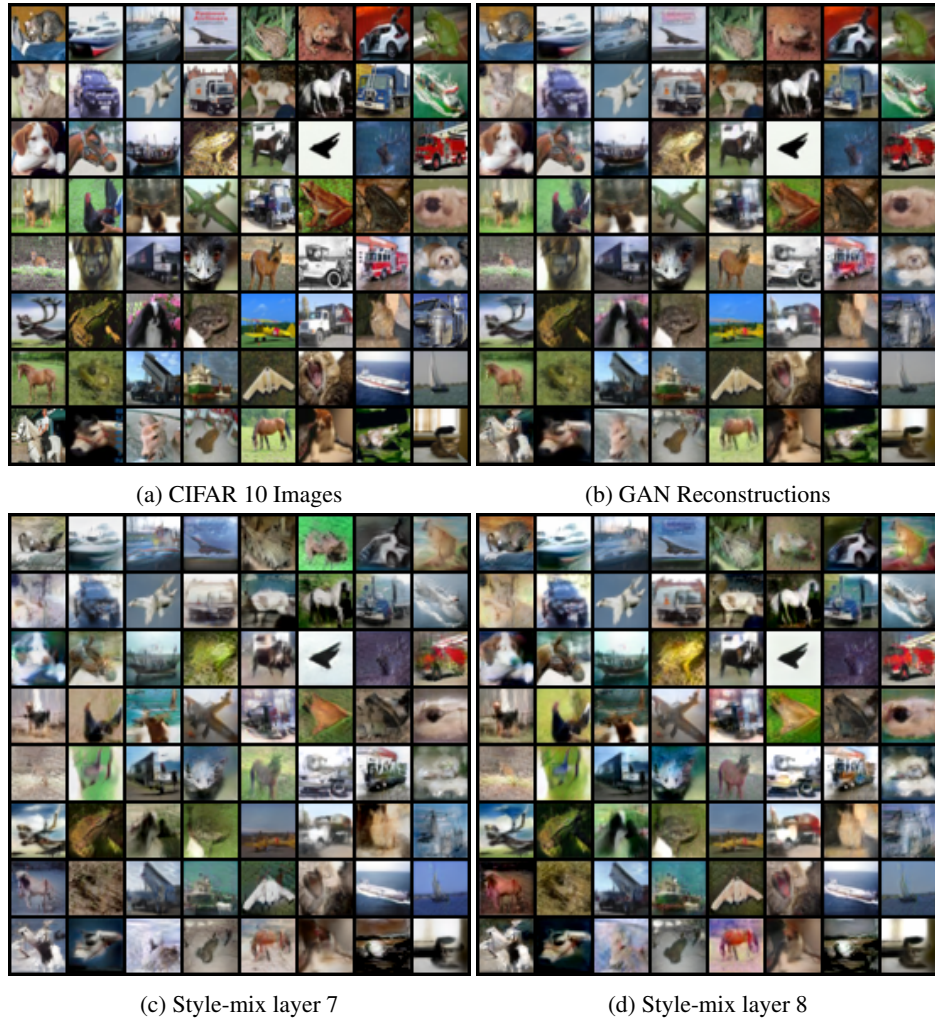 (a) CIFAR 10 Images
(b) GAN Reconstructions
(c) Style-mix layer 7
(d) Style-mix layer 8